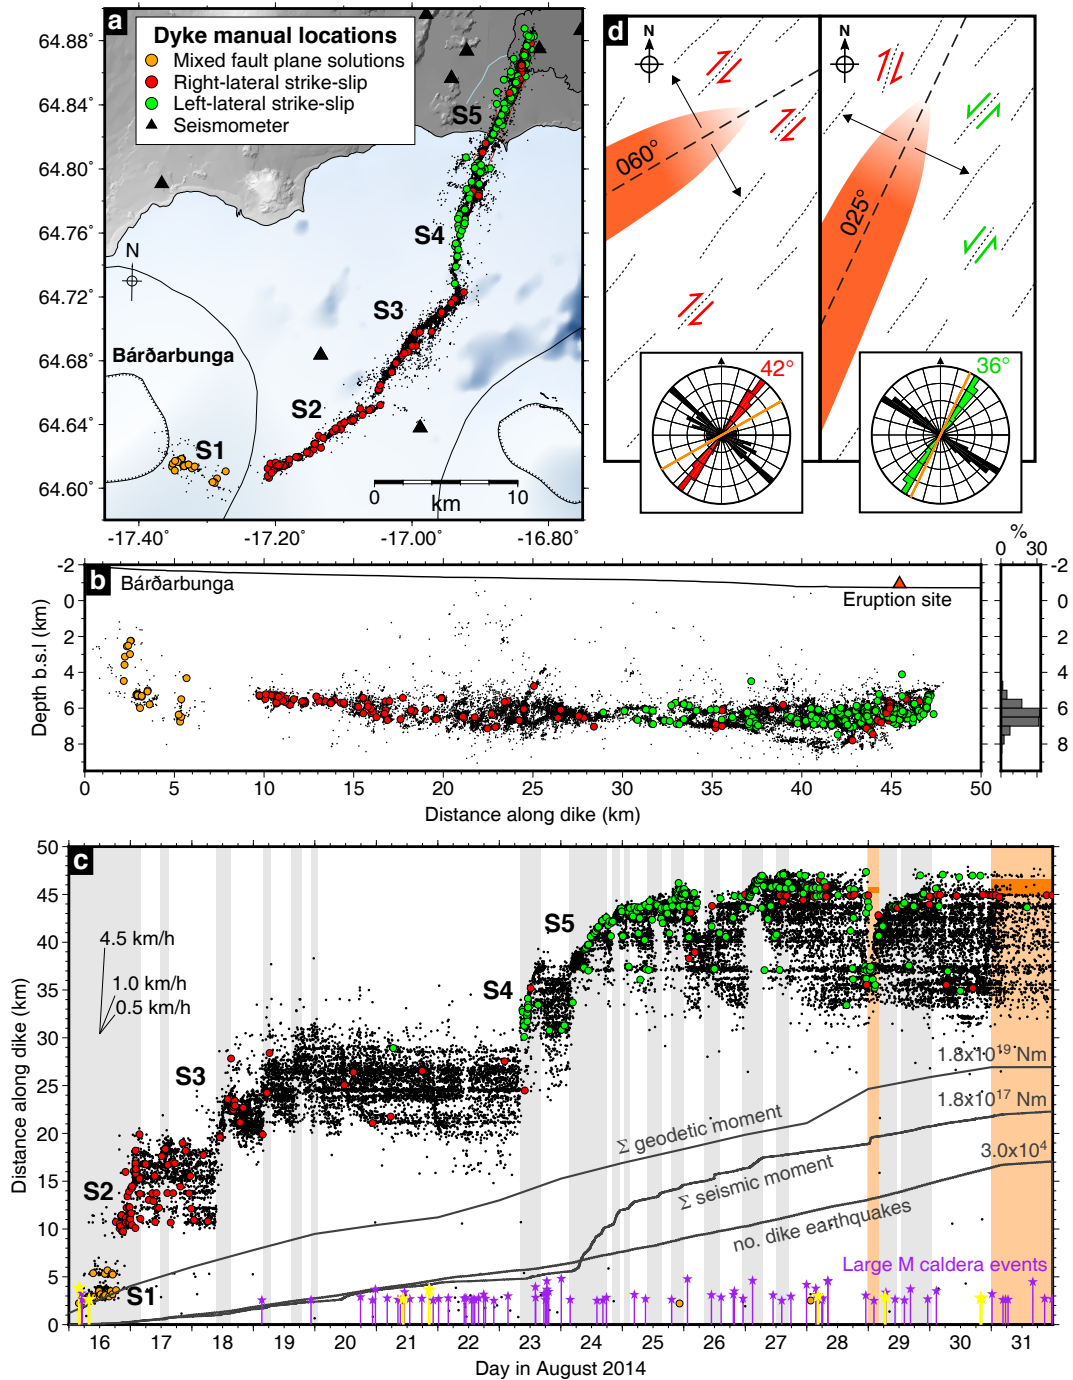 a
Dyke manual locations
Mixed fault plane solutions
Right-lateral strike-slip
Left-lateral strike-slip
Seismometer
64.88˚
64.84˚
64.80˚
64.76˚
64.72˚
64.68˚
64.64˚
64.60˚
S5
S4
S3
S2
S1
N
Bárðarbunga
0 10
km
-17.40˚ -17.20˚ -17.00˚ -16.80˚
d
N
060°
42°
N
025°
36°
b
Bárðarbunga
Eruption site
-2
0
2
4
6
8
Depth b.s.l (km)
0 5 10 15 20 25 30 35 40 45 50
Distance along dike (km)
%
0 30
-2
0
2
4
6
8
c
50
45
40
35
30
25
20
15
10
5
0
Distance along dike (km)
4.5 km/h
1.0 km/h
0.5 km/h
S5
S4
S3
S2
S1
1.8x10¹⁹ Nm
Σ geodetic moment
1.8x10¹⁷ Nm
Σ seismic moment
3.0x10⁴
no. dike earthquakes
Large M caldera events
16 17 18 19 20 21 22 23 24 25 26 27 28 29 30 31
Day in August 2014